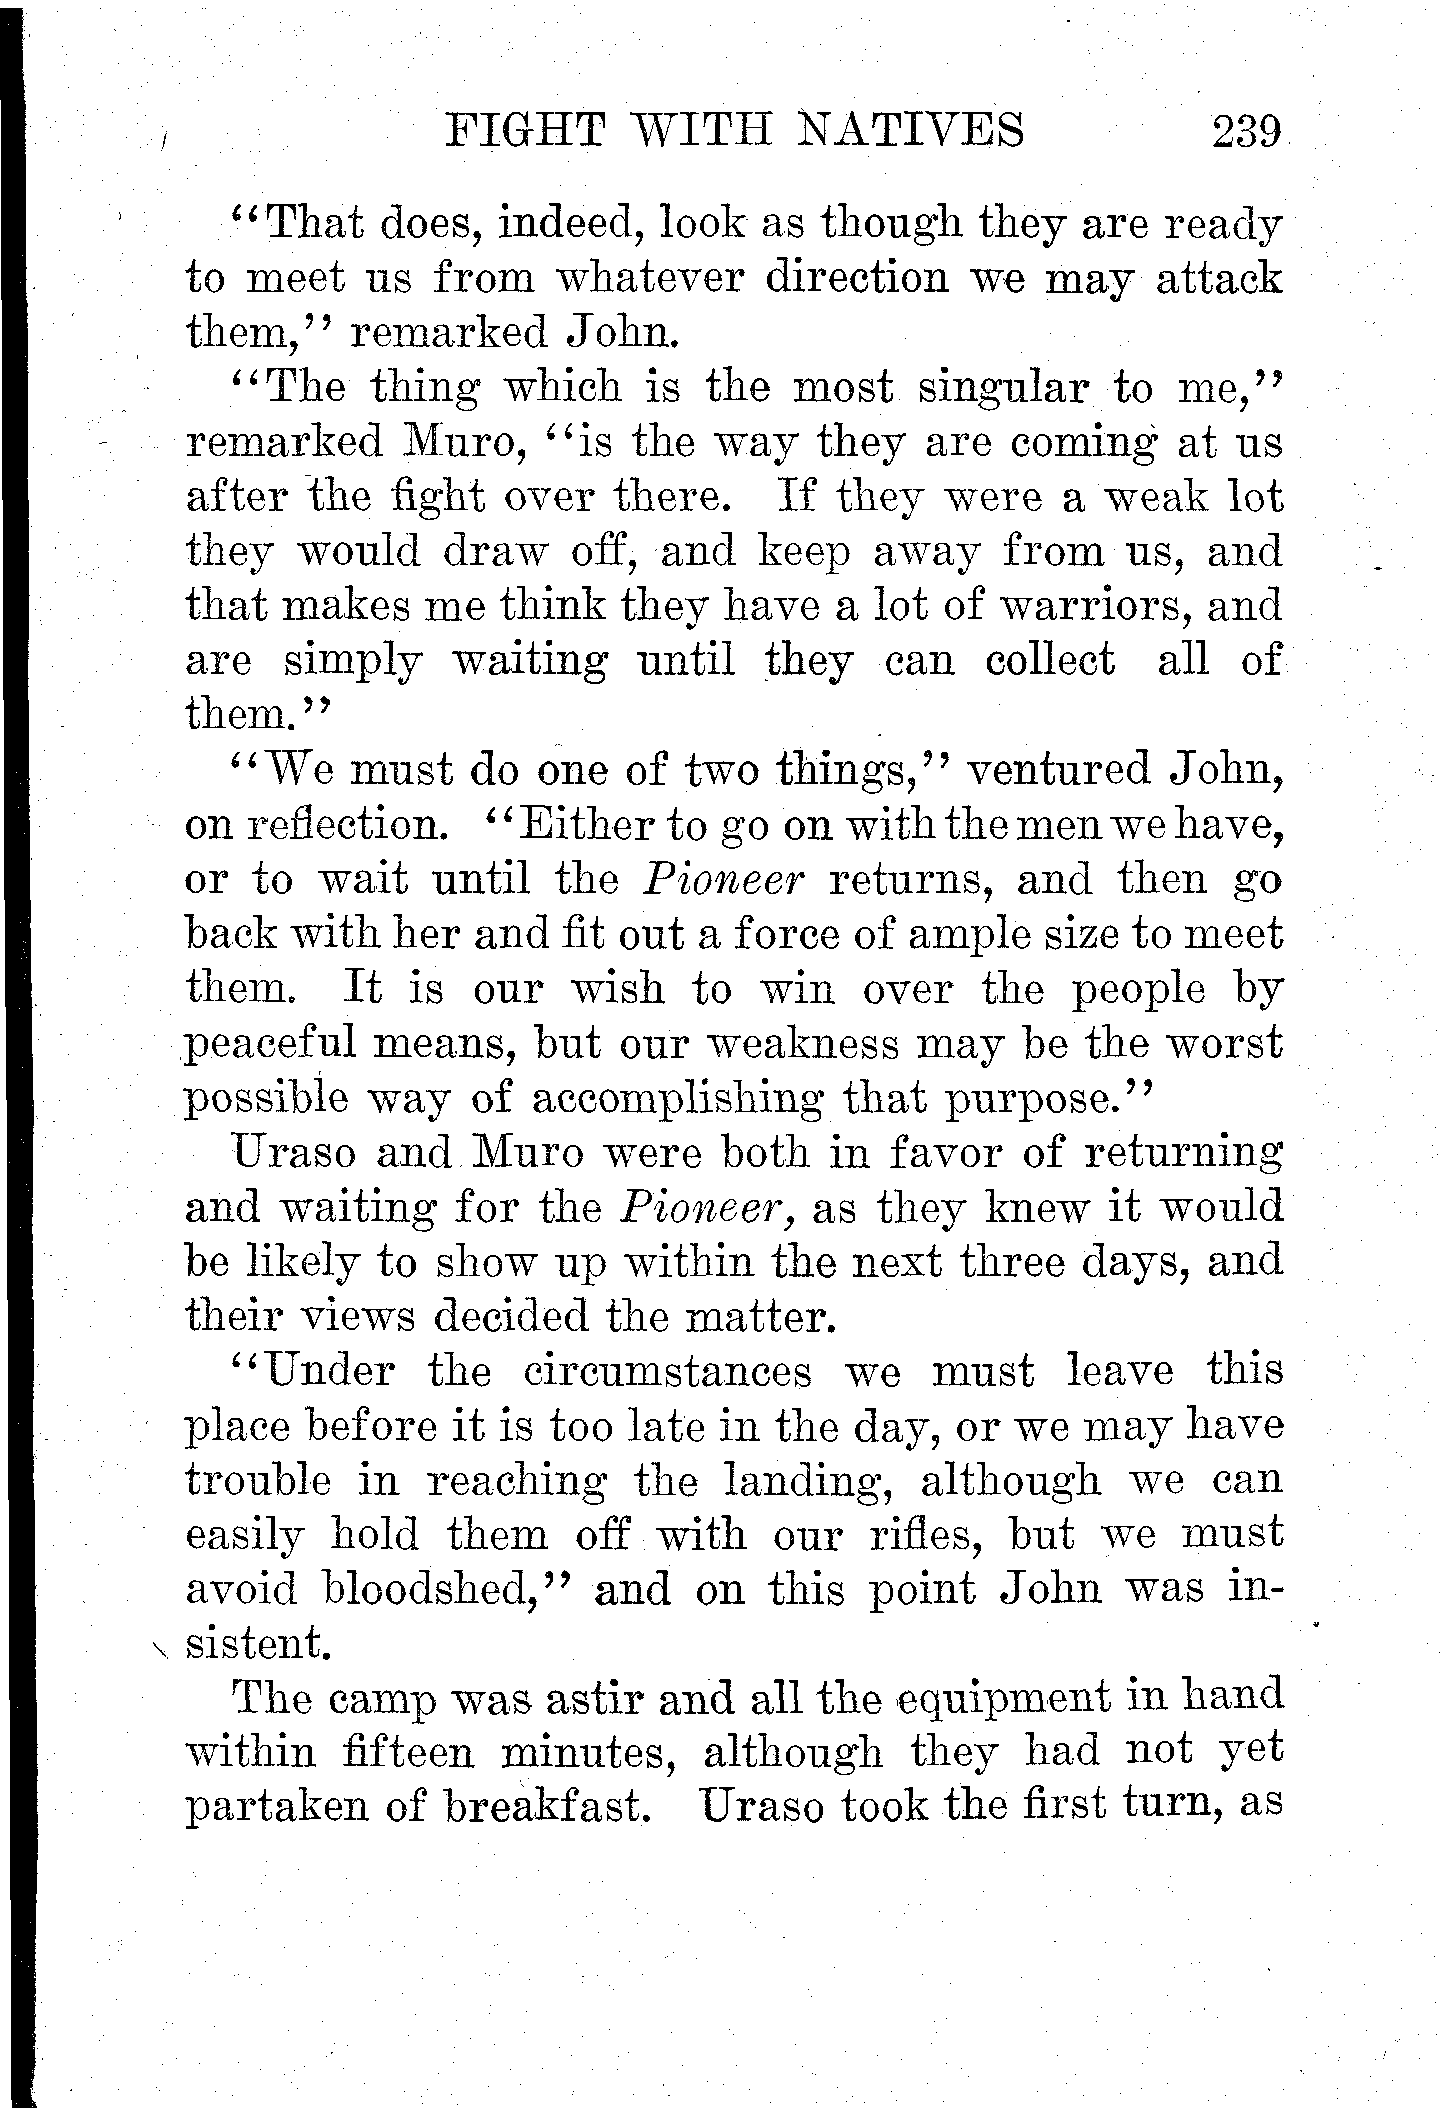 FIGHT WITH NATIVES 239
“That does, indeed, look as though they are ready
to meet us from whatever direction we may attack
them,” remarked John.
“The thing which is the most singular to me,”
remarked Muro, “is the way they are coming at us
after the fight over there. If they were a weak lot
they would draw off, and keep away from us, and
that makes me think they have a lot of warriors, and
are simply waiting until they can collect all of
them.”
“We must do one of two things,” ventured John,
on reflection. “Either to go on with the men we have,
or to wait until the Pioneer returns, and then go
back with her and fit out a force of ample size to meet
them. It is our wish to win over the people by
peaceful means, but our weakness may be the worst
possible way of accomplishing that purpose.”
Uraso and Muro were both in favor of returning
and waiting for the Pioneer, as they knew it would
be likely to show up within the next three days, and
their views decided the matter.
“Under the circumstances we must leave this
place before it is too late in the day, or we may have
trouble in reaching the landing, although we can
easily hold them off with our rifles, but we must
avoid bloodshed,” and on this point John was in-
sistent.
The camp was astir and all the equipment in hand
within fifteen minutes, although they had not yet
partaken of breakfast. Uraso took the first turn, as